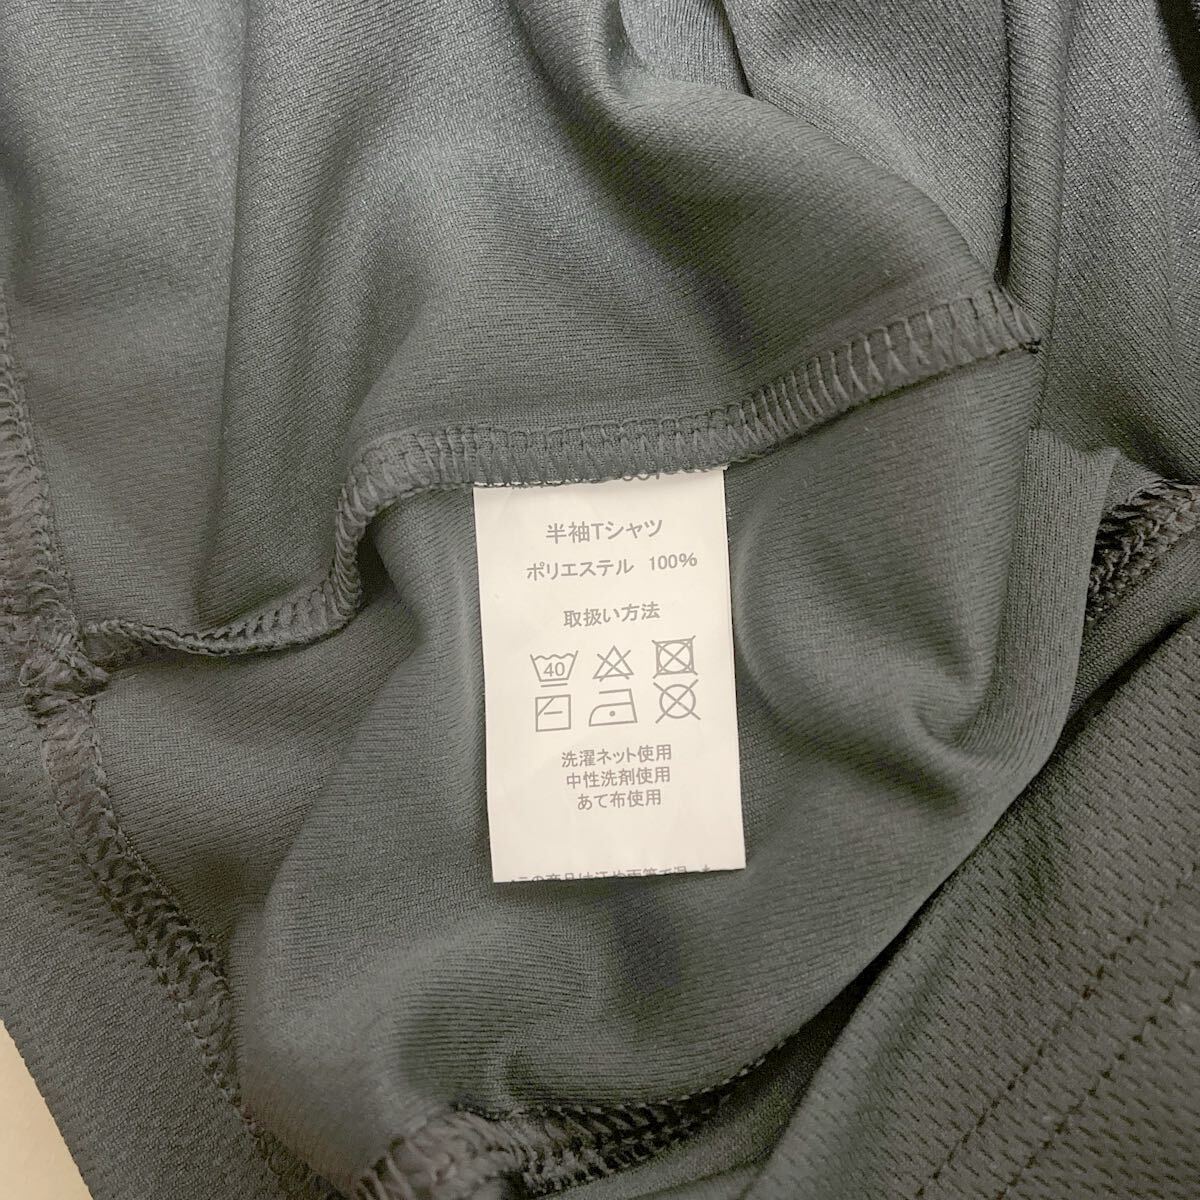 半袖Tシャツ
ポリエステル 100%
取扱い方法
40
洗濯ネット使用
中性洗剤使用
あて布使用